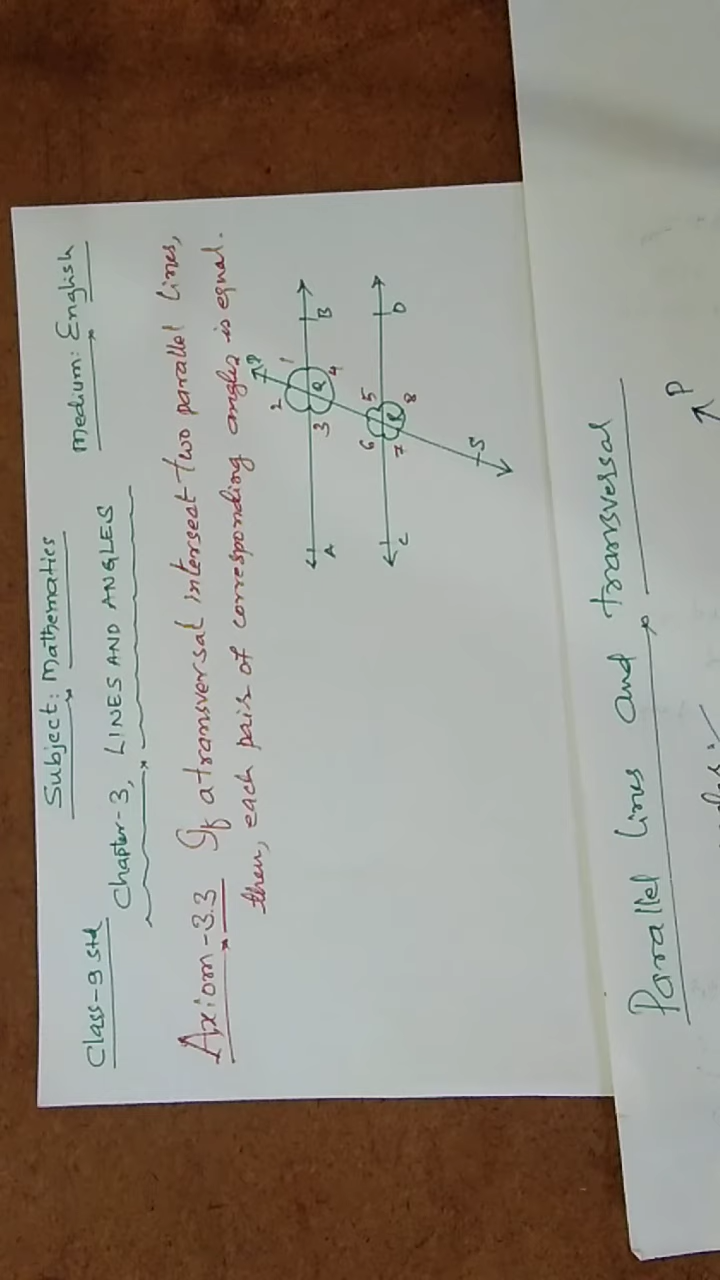 Subject: Mathematics
Class-9 std
Medium: English
Chapter-3, LINES AND ANGLES
Axiom-3.3 If a transversal intersect two parallel lines,
then, each pair of corresponding angles is equal.
P
2 1
A B
3 4
Q
6 5
C D
7 8
R
S
Parallel lines and transversal
P